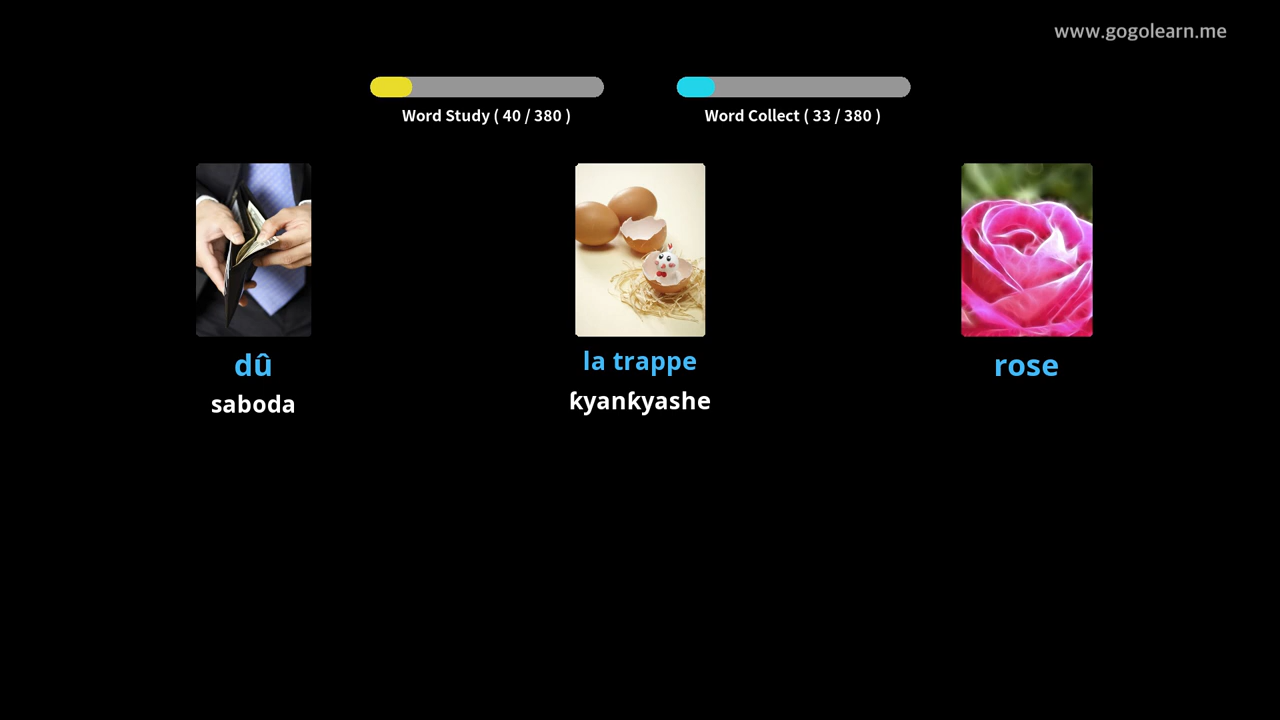 www.gogolearn.me
Word Study ( 40 / 380 )
Word Collect ( 33 / 380 )
dû
la trappe
rose
saboda
ƙyanƙyashe